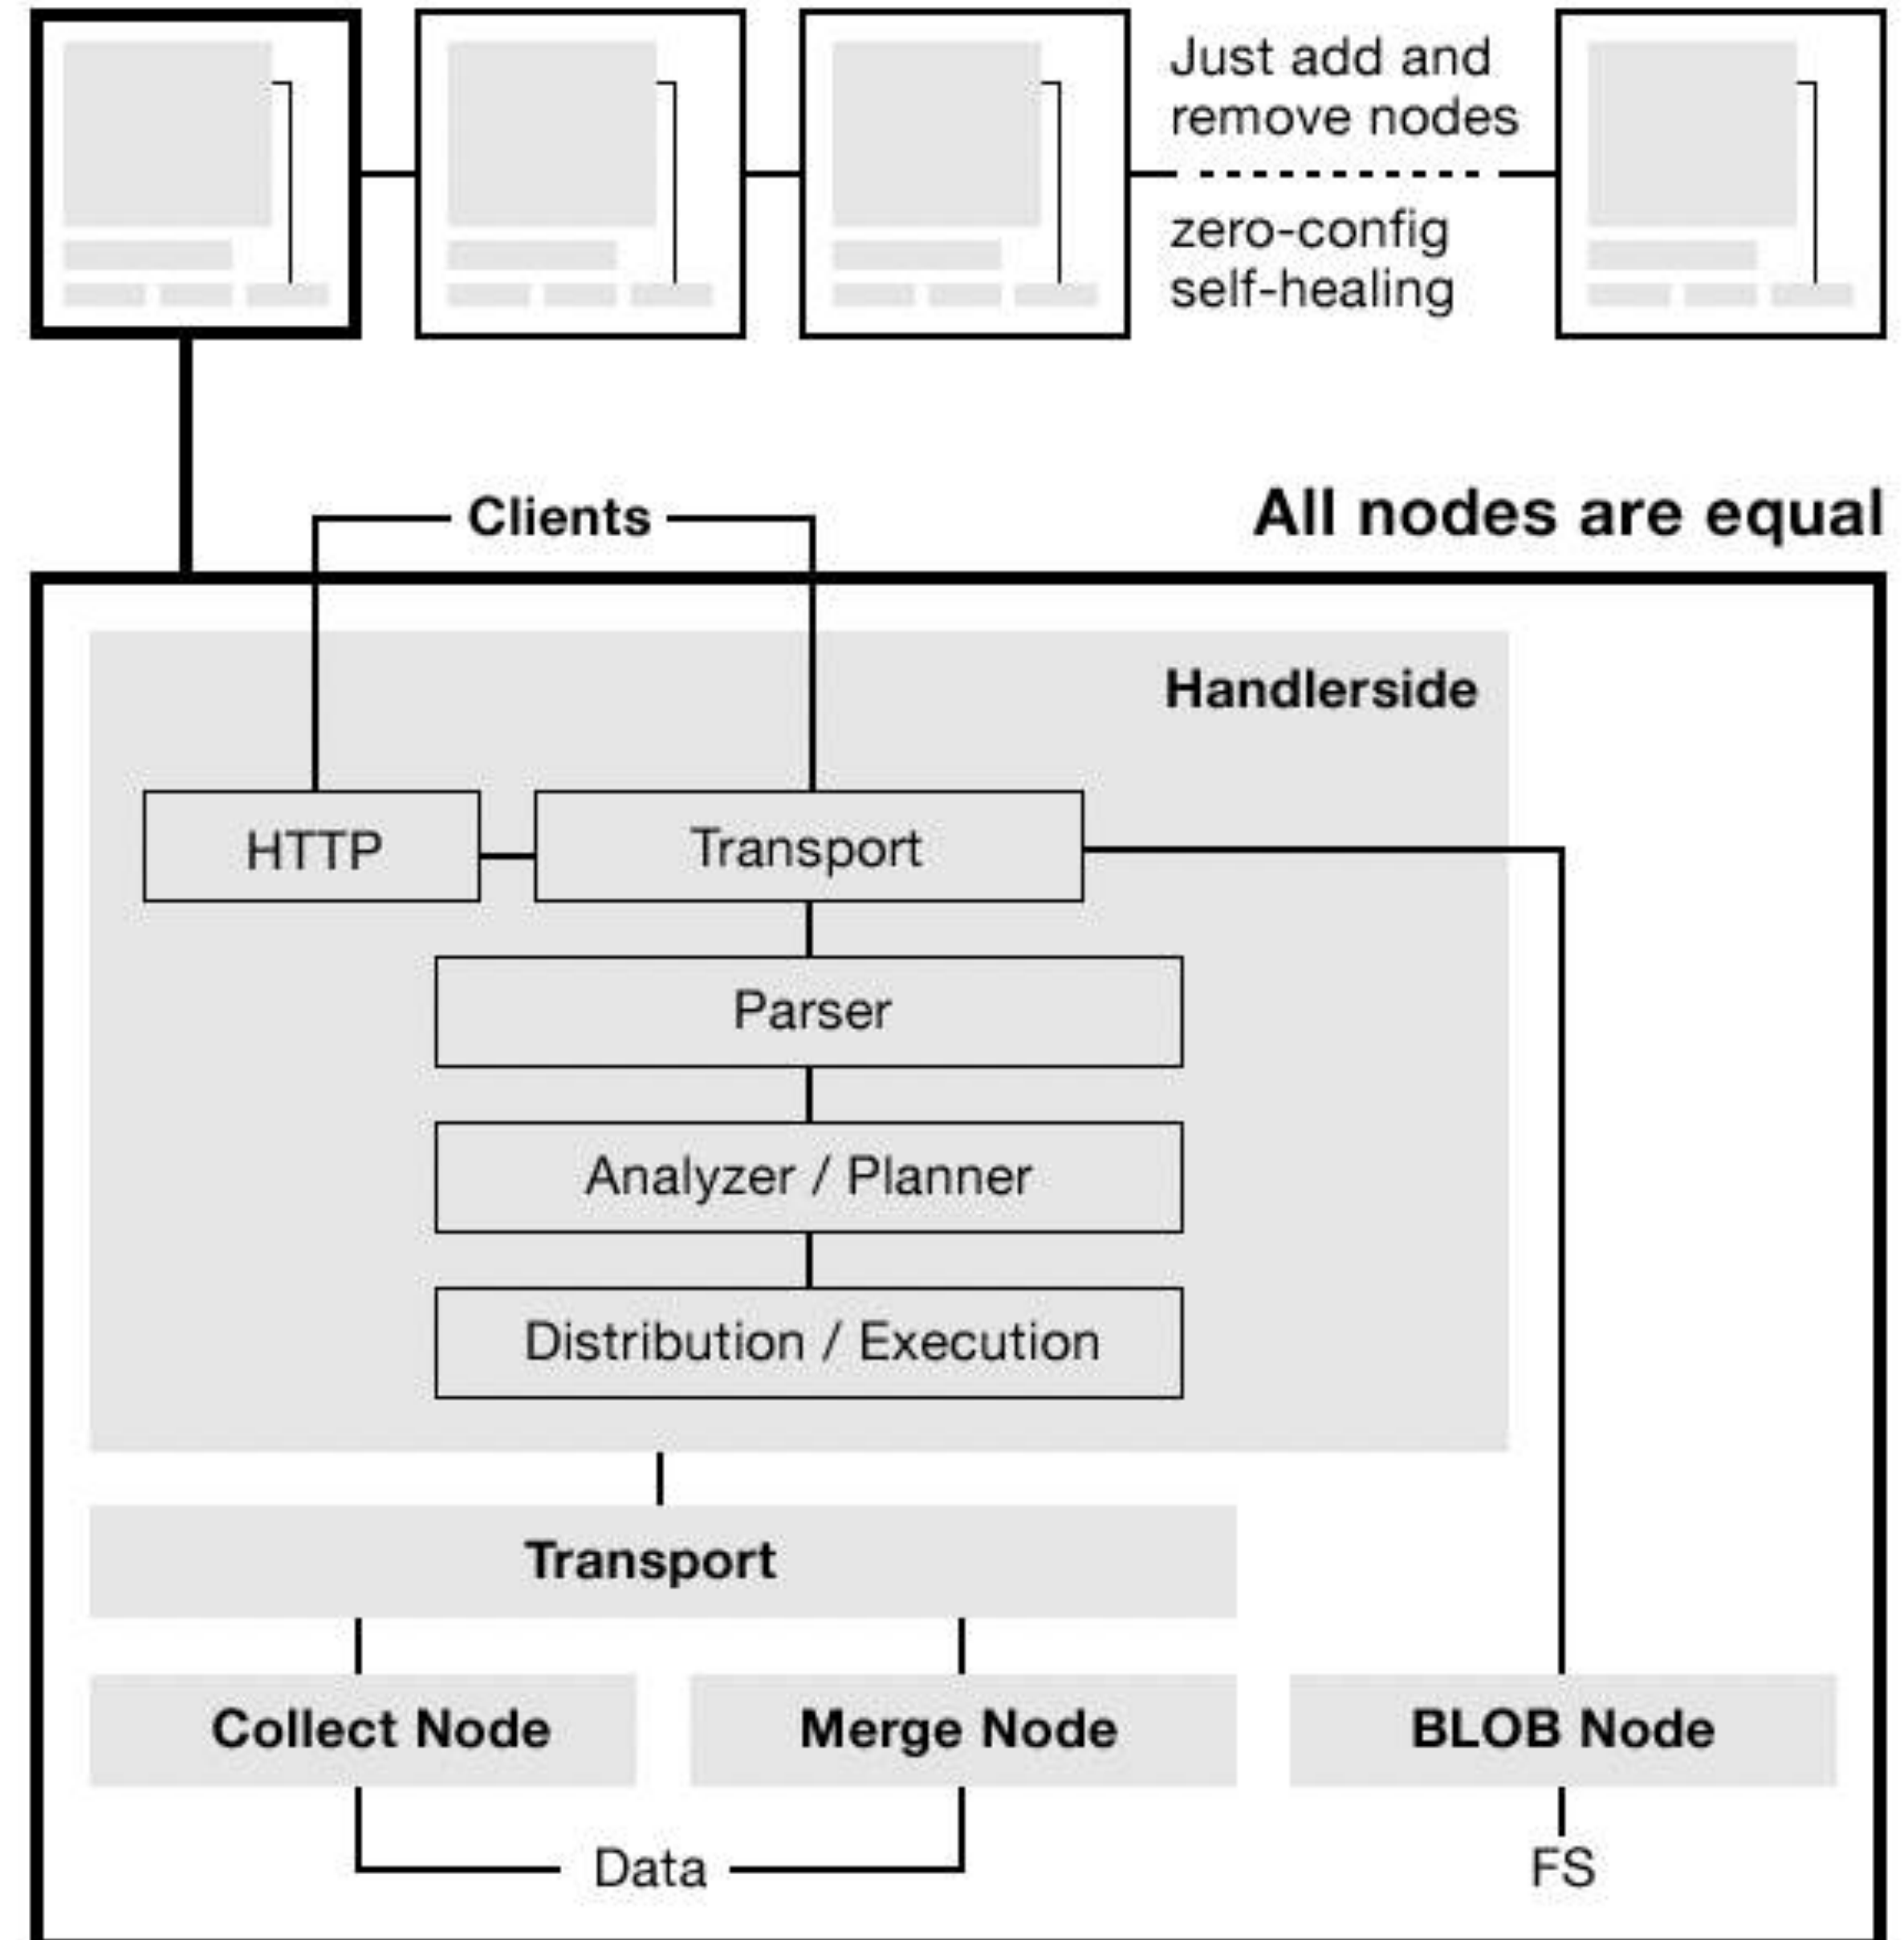 Just add and
remove nodes
zero-config
self-healing
Clients
All nodes are equal
Handlerside
HTTP
Transport
Parser
Analyzer / Planner
Distribution / Execution
Transport
Collect Node
Merge Node
BLOB Node
Data
FS